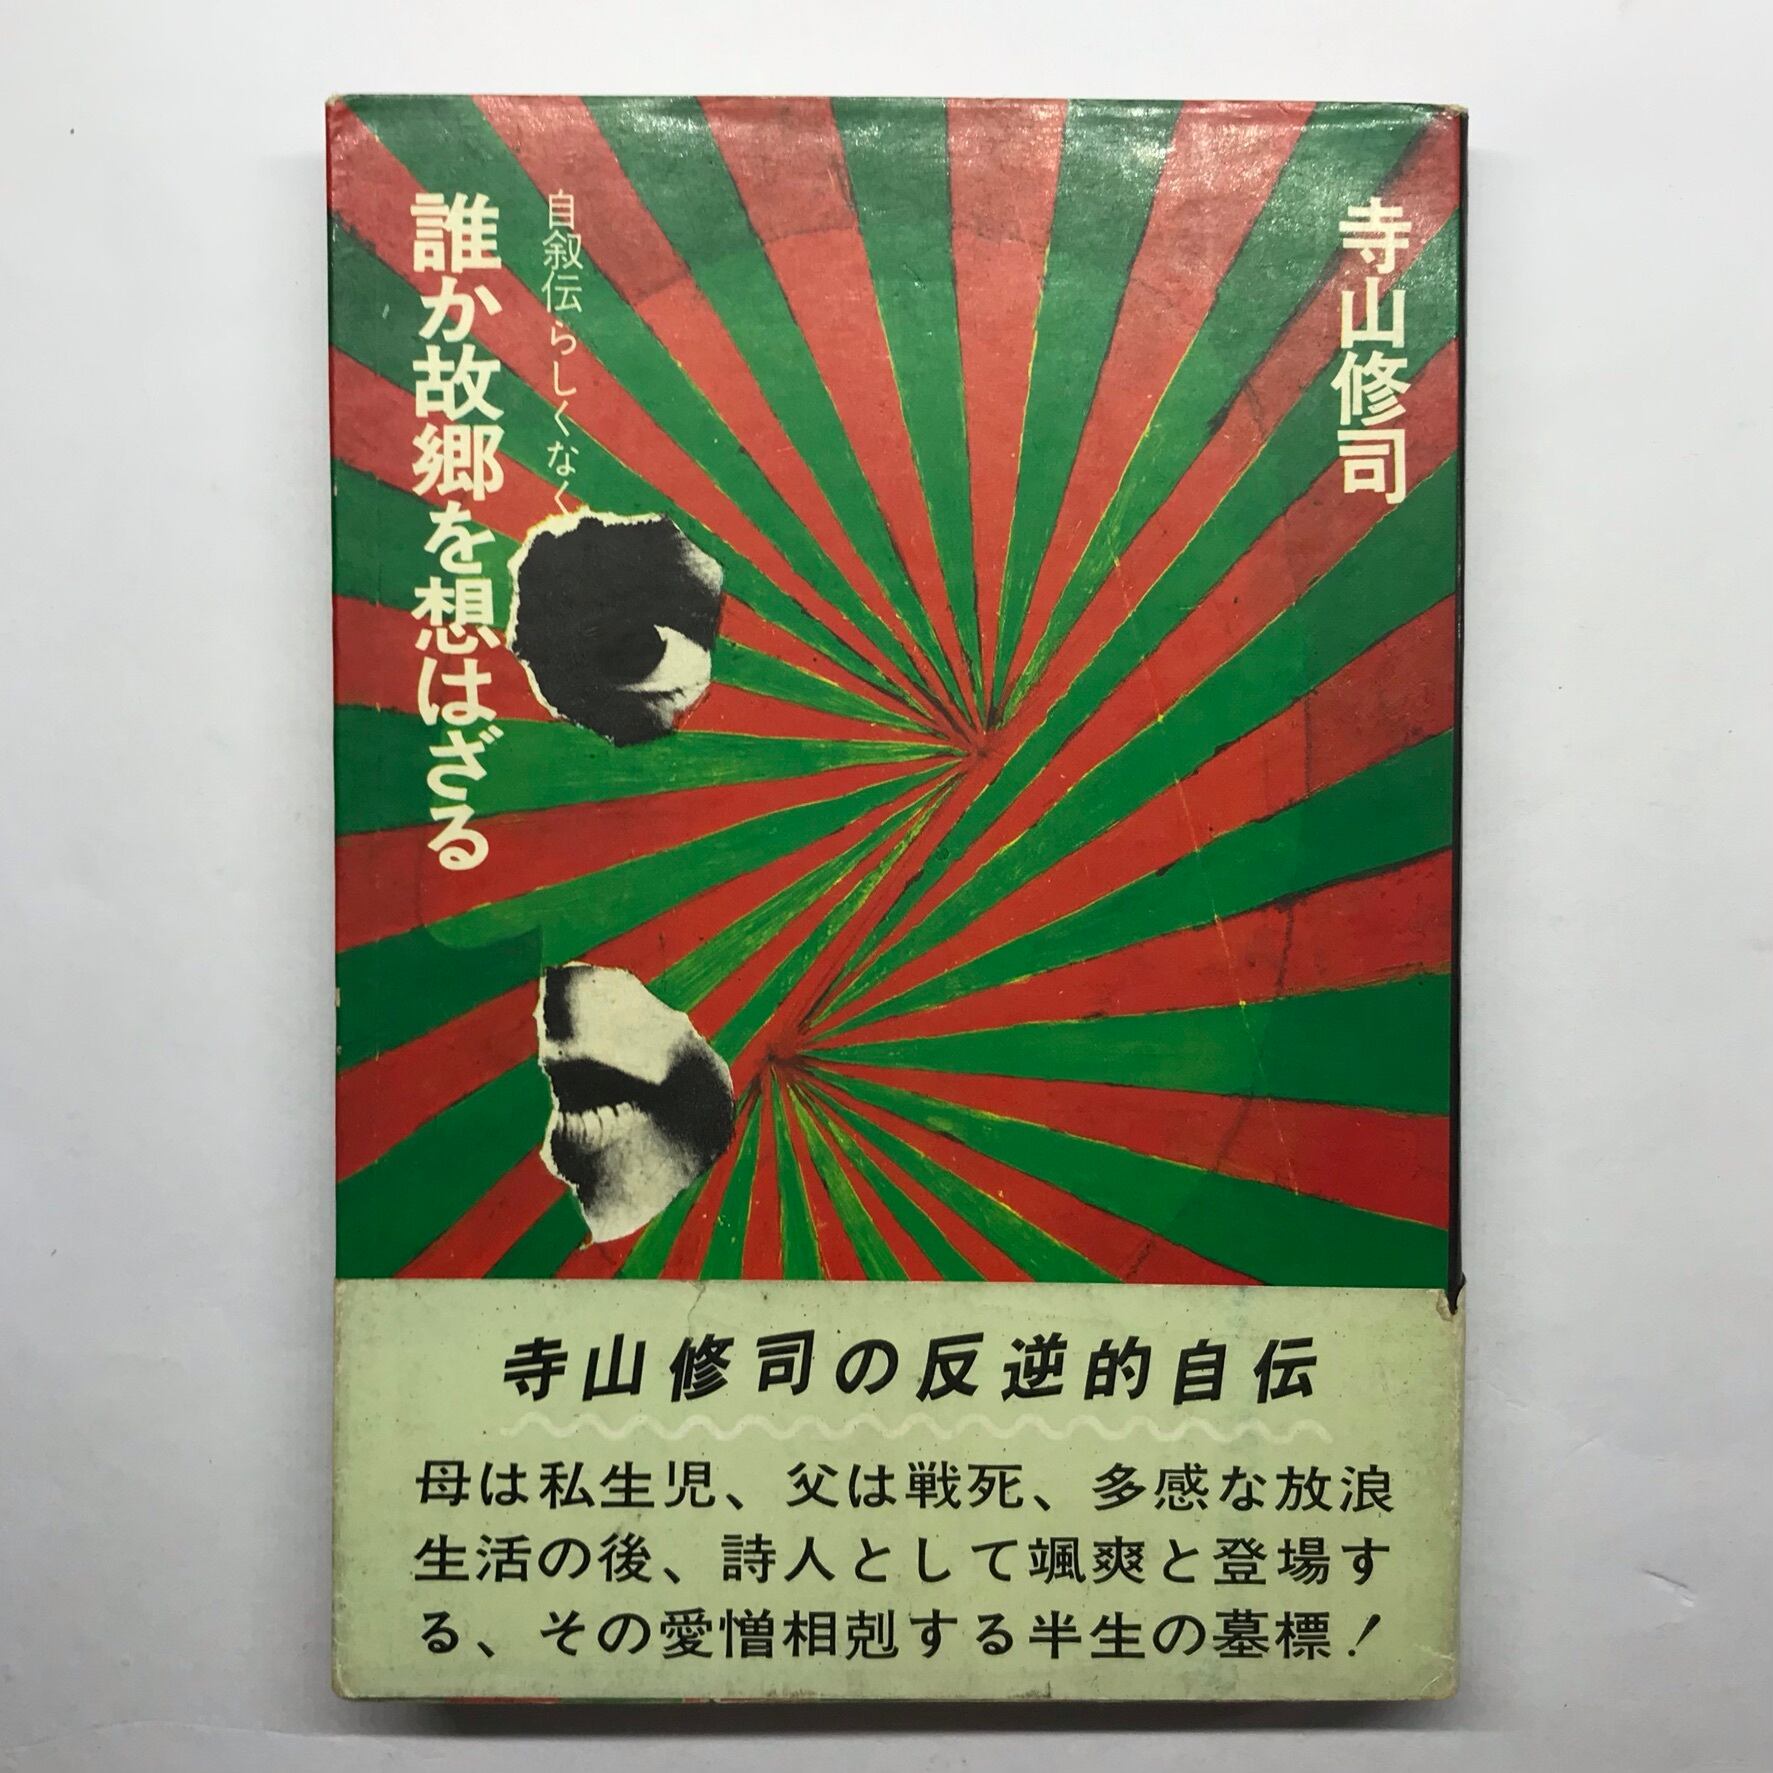 寺山修司
自叙伝らしくなく
誰か故郷を想はざる
寺山修司の反逆的自伝
母は私生児、父は戦死、多感な放浪
生活の後、詩人として颯爽と登場す
る、その愛憎相剋する半生の墓標！